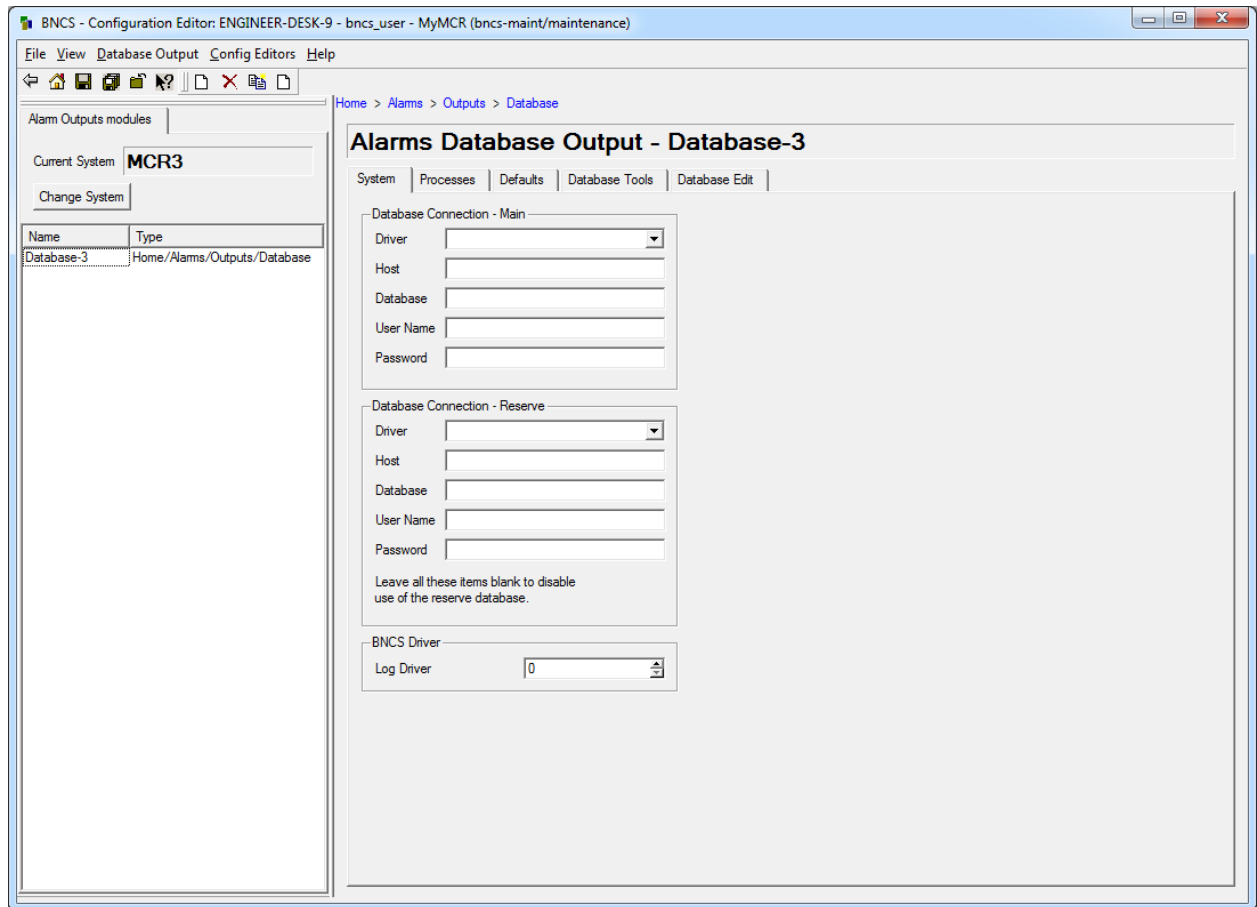 BNCS - Configuration Editor: ENGINEER-DESK-9 - bncs_user - MyMCR (bncs-maint/maintenance)
File View Database Output Config Editors Help
Home > Alarms > Outputs > Database
Alarm Outputs modules
Current System MCR3
Change System
Name Type
Database-3 Home/Alarms/Outputs/Database
Alarms Database Output - Database-3
System Processes Defaults Database Tools Database Edit
Database Connection - Main
Driver
Host
Database
User Name
Password
Database Connection - Reserve
Driver
Host
Database
User Name
Password
Leave all these items blank to disable
use of the reserve database.
BNCS Driver
Log Driver 0